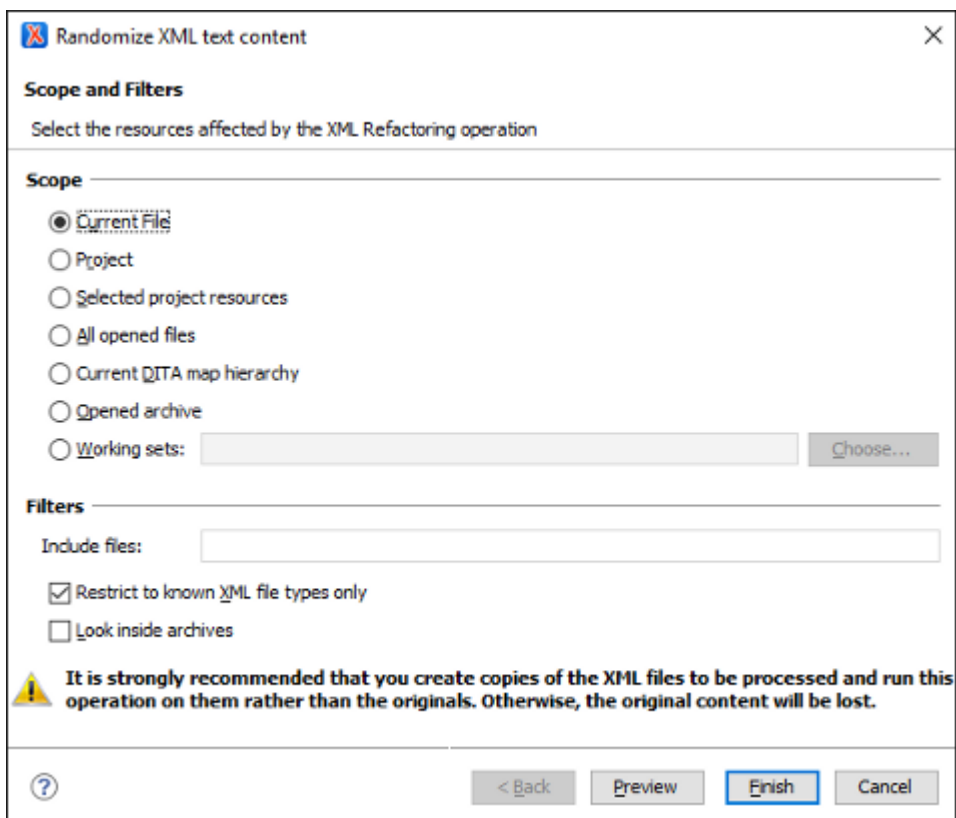 Randomize XML text content
Scope and Filters
Select the resources affected by the XML Refactoring operation
Scope
Current File
Project
Selected project resources
All opened files
Current DITA map hierarchy
Opened archive
Working sets: Choose...
Filters
Include files:
Restrict to known XML file types only
Look inside archives
It is strongly recommended that you create copies of the XML files to be processed and run this
operation on them rather than the originals. Otherwise, the original content will be lost.
? < Back Preview Finish Cancel